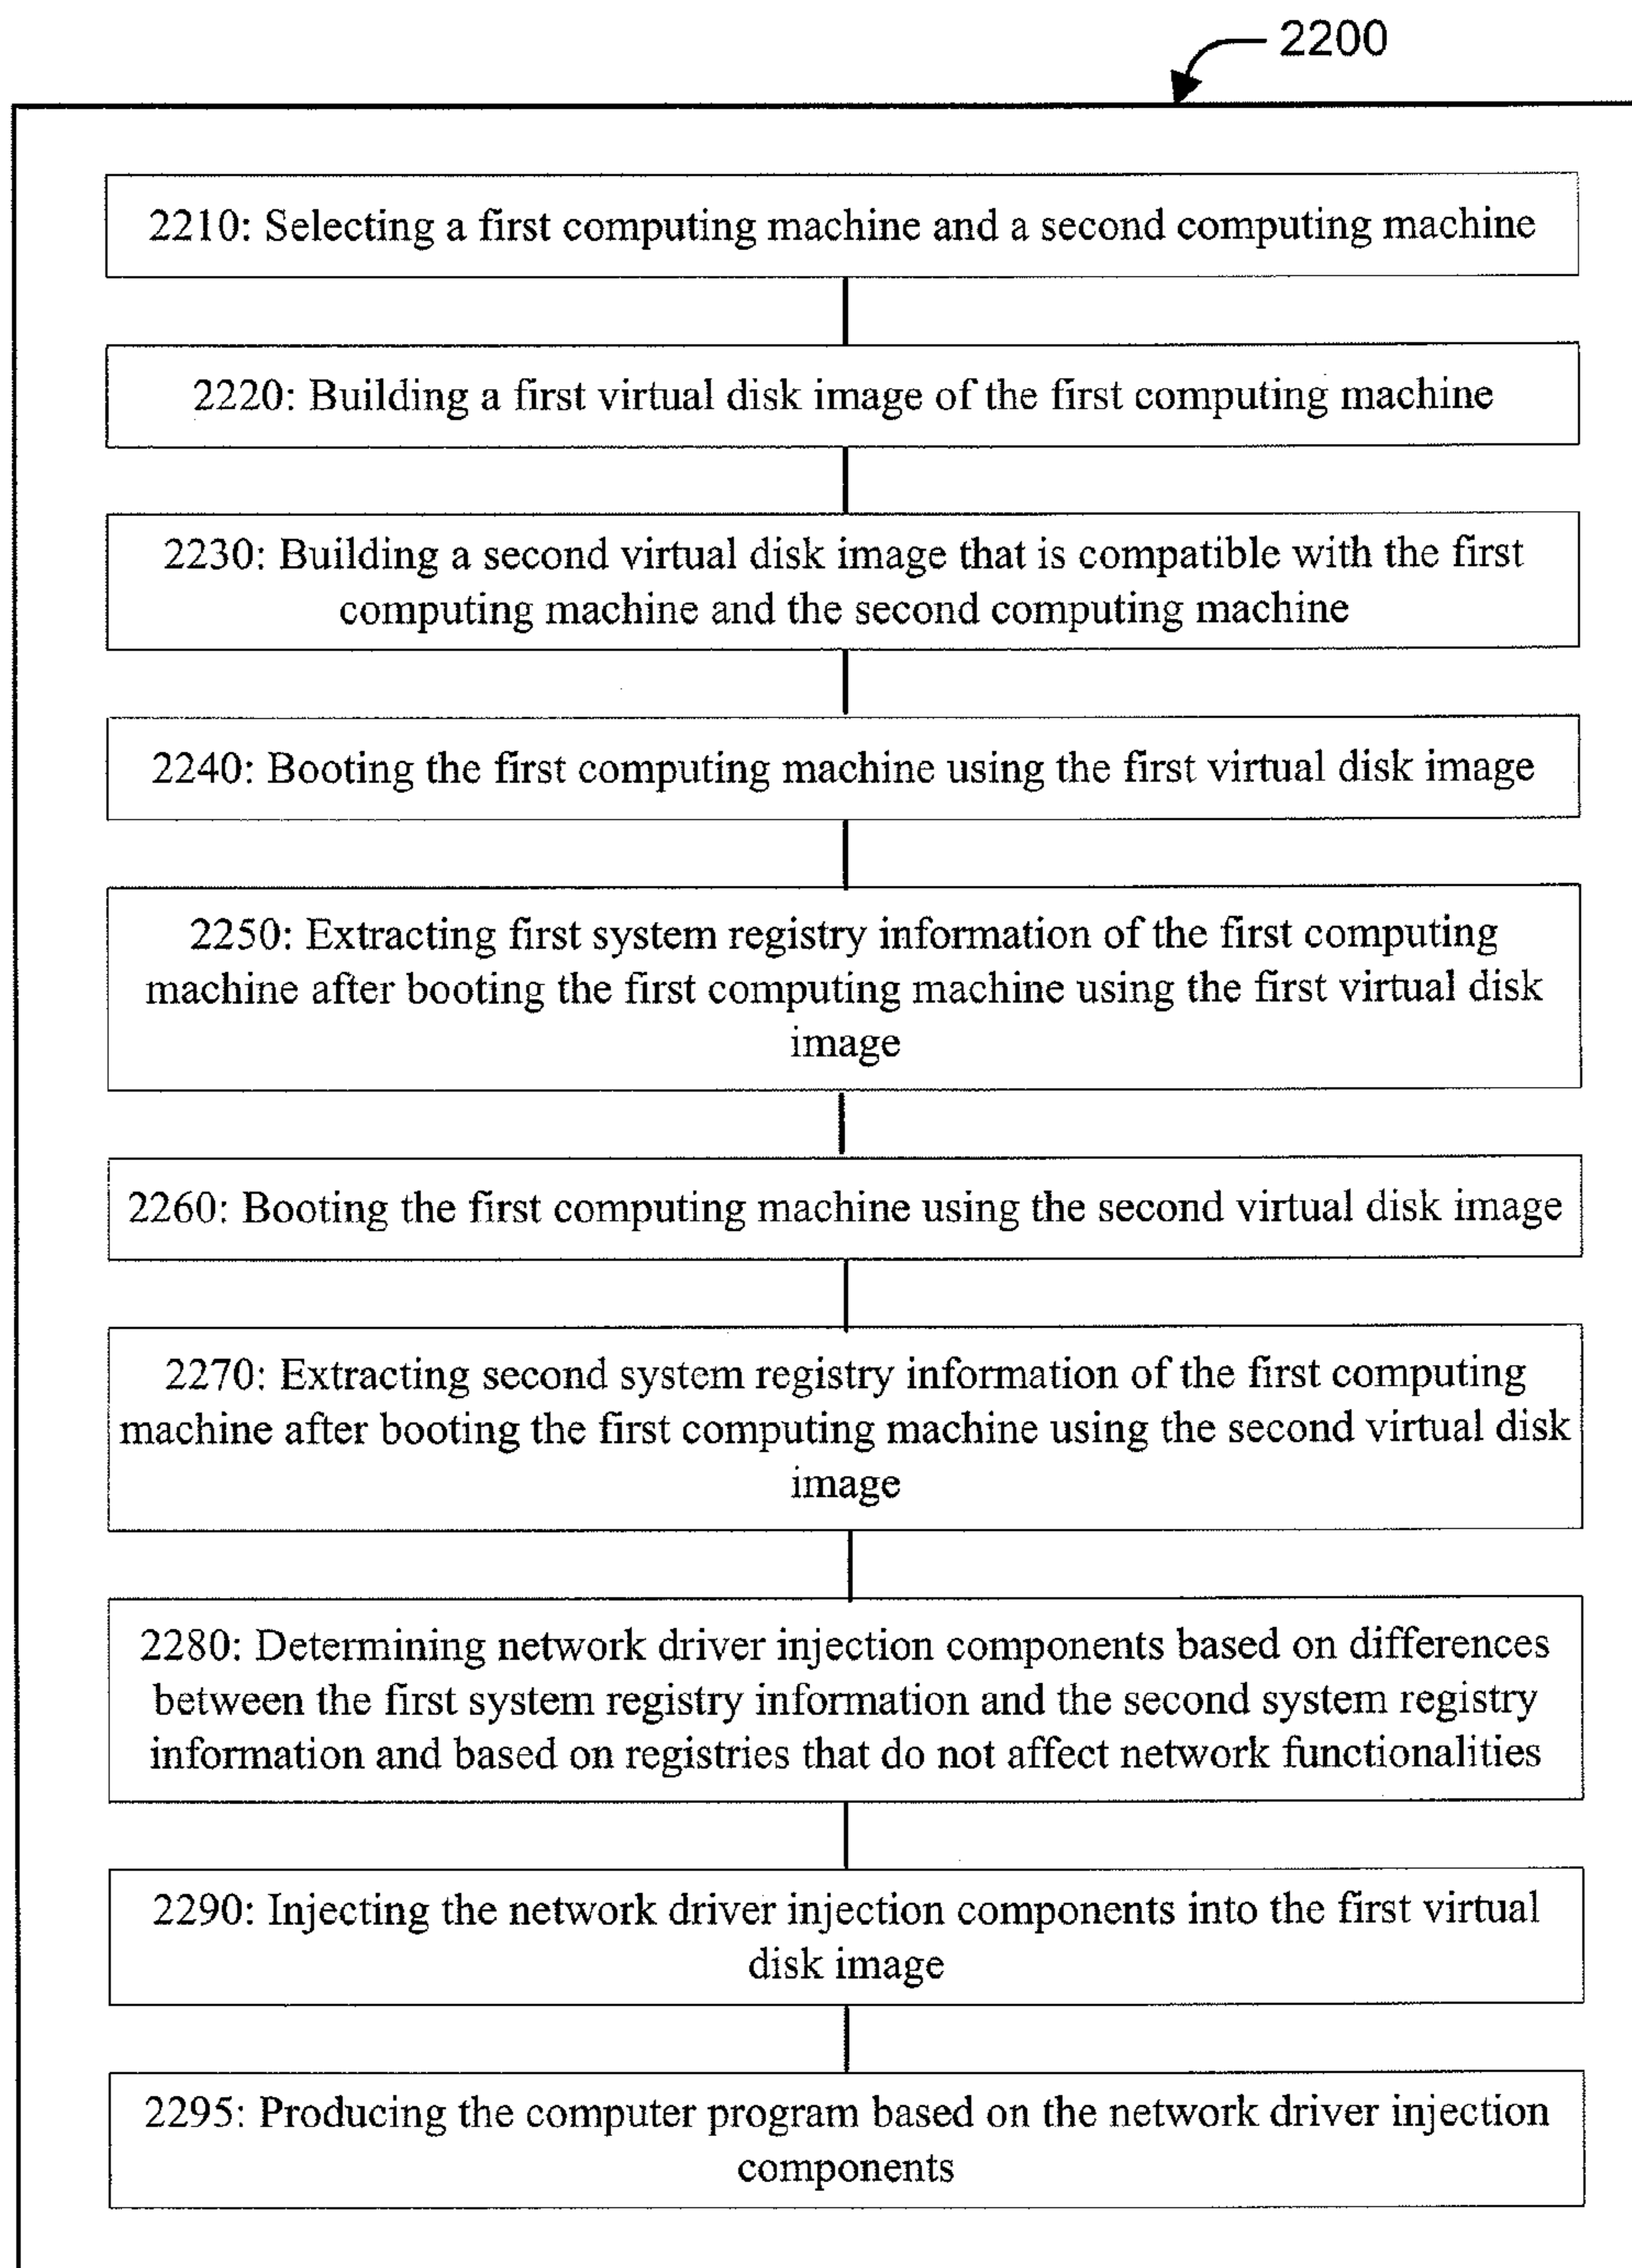 2200
2210: Selecting a first computing machine and a second computing machine
2220: Building a first virtual disk image of the first computing machine
2230: Building a second virtual disk image that is compatible with the first
computing machine and the second computing machine
2240: Booting the first computing machine using the first virtual disk image
2250: Extracting first system registry information of the first computing
machine after booting the first computing machine using the first virtual disk
image
2260: Booting the first computing machine using the second virtual disk image
2270: Extracting second system registry information of the first computing
machine after booting the first computing machine using the second virtual disk
image
2280: Determining network driver injection components based on differences
between the first system registry information and the second system registry
information and based on registries that do not affect network functionalities
2290: Injecting the network driver injection components into the first virtual
disk image
2295: Producing the computer program based on the network driver injection
components